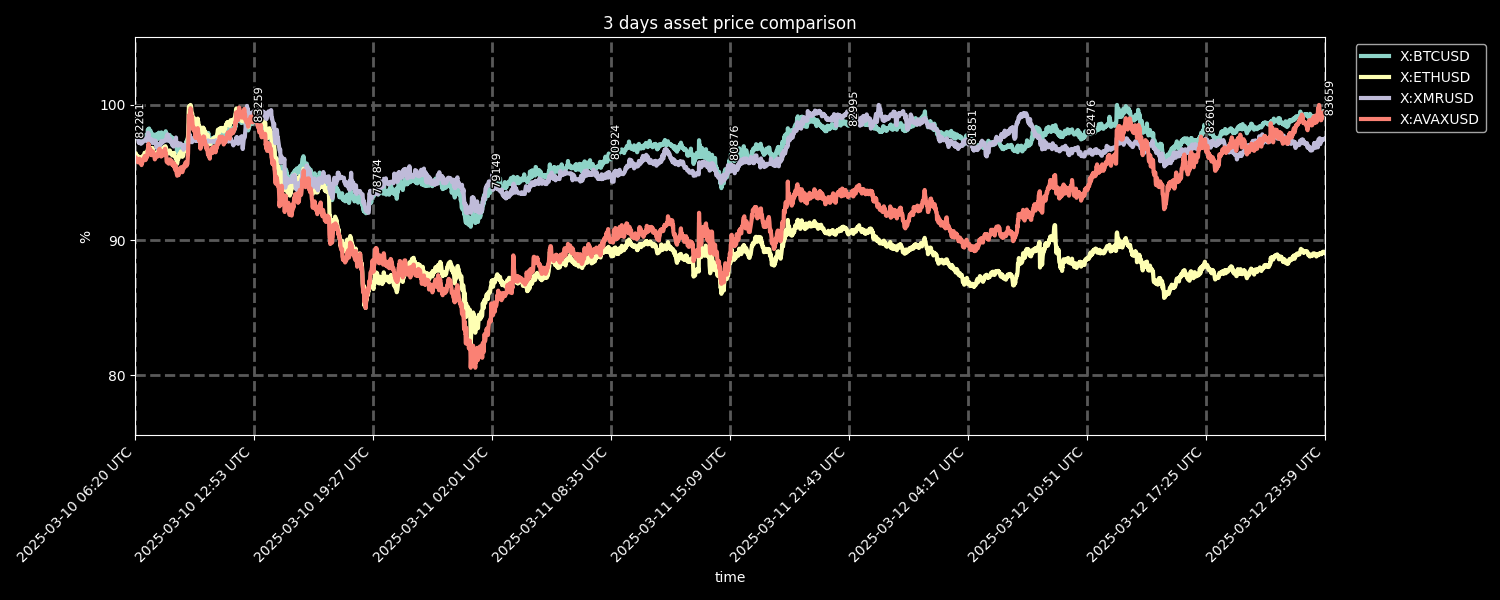 3 days asset price comparison
X:BTCUSD
X:ETHUSD
X:XMRUSD
X:AVAXUSD
%
100
90
80
82261
83259
78784
79149
80924
80876
82995
81851
82476
82601
83659
2025-03-10 06:20 UTC
2025-03-10 12:53 UTC
2025-03-10 19:27 UTC
2025-03-11 02:01 UTC
2025-03-11 08:35 UTC
2025-03-11 15:09 UTC
2025-03-11 21:43 UTC
2025-03-12 04:17 UTC
2025-03-12 10:51 UTC
2025-03-12 17:25 UTC
2025-03-12 23:59 UTC
time